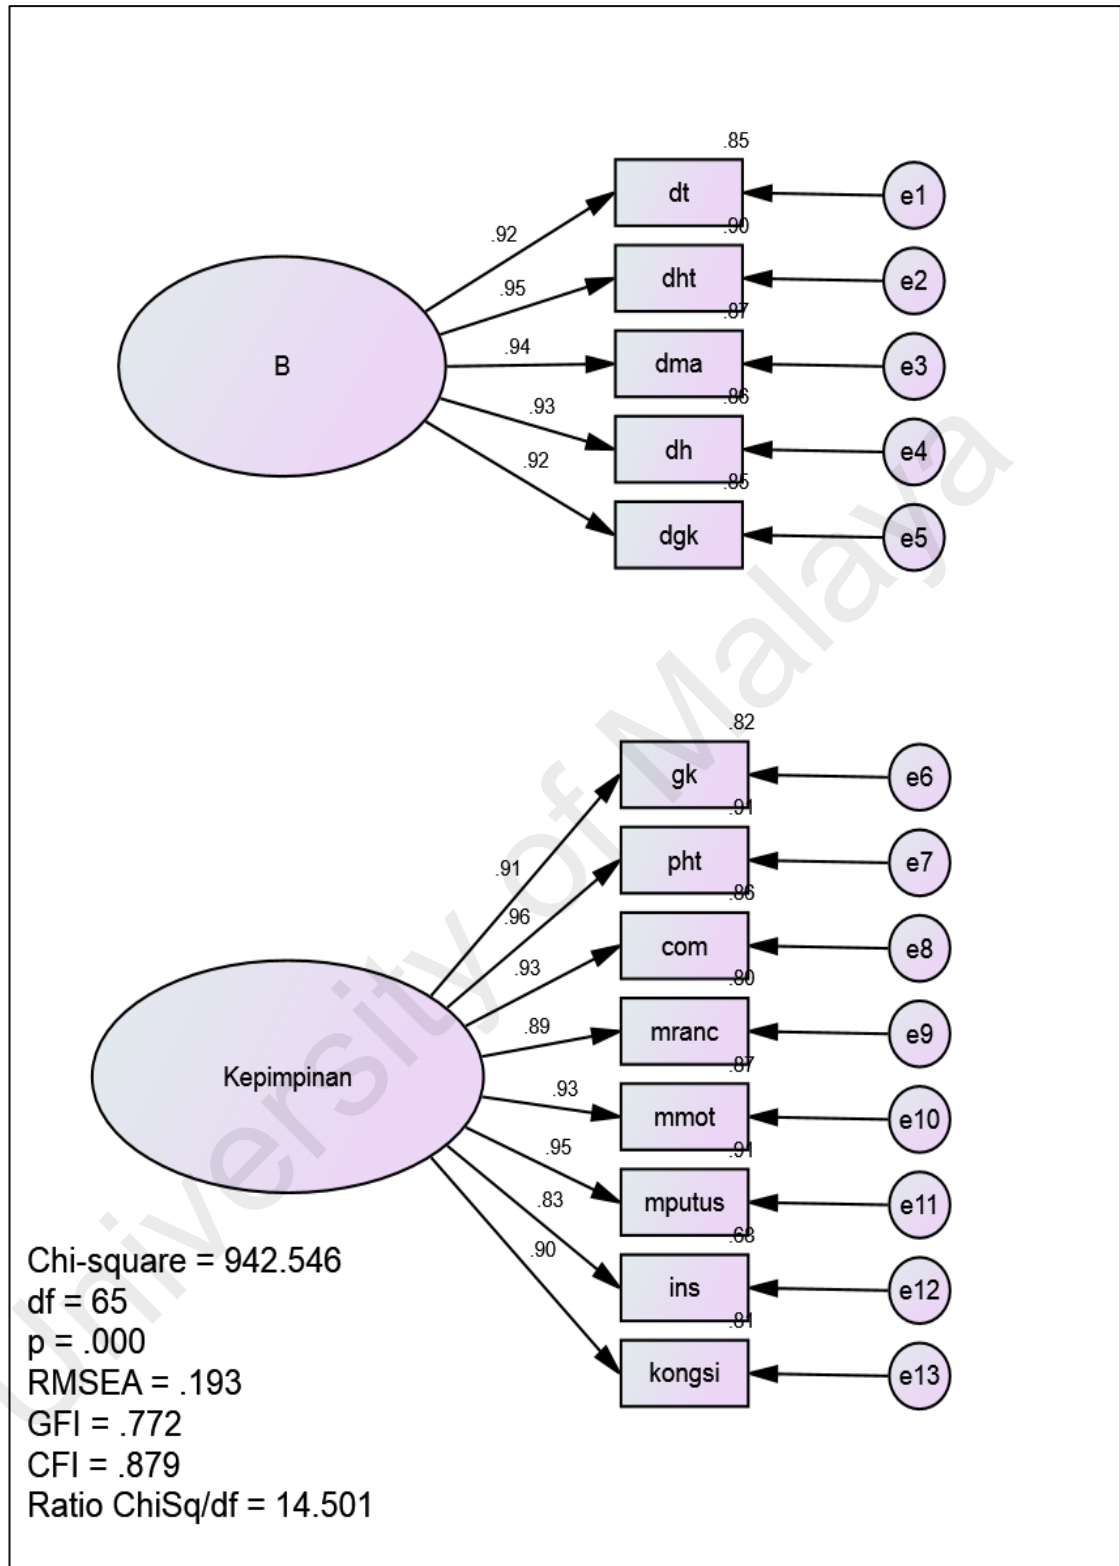 .85
dt
e1
.92
.90
dht
e2
.95
.87
dma
e3
.94
.86
dh
e4
.93
.85
dgk
e5
.92
B
.82
gk
e6
.91
.91
pht
e7
.96
.86
com
e8
.93
.80
mranc
e9
.89
.87
mmot
e10
.93
.91
mputus
e11
.95
.68
ins
e12
.83
.81
kongsi
e13
.90
Kepimpinan
Chi-square = 942.546
df = 65
p = .000
RMSEA = .193
GFI = .772
CFI = .879
Ratio ChiSq/df = 14.501
University of Malaya